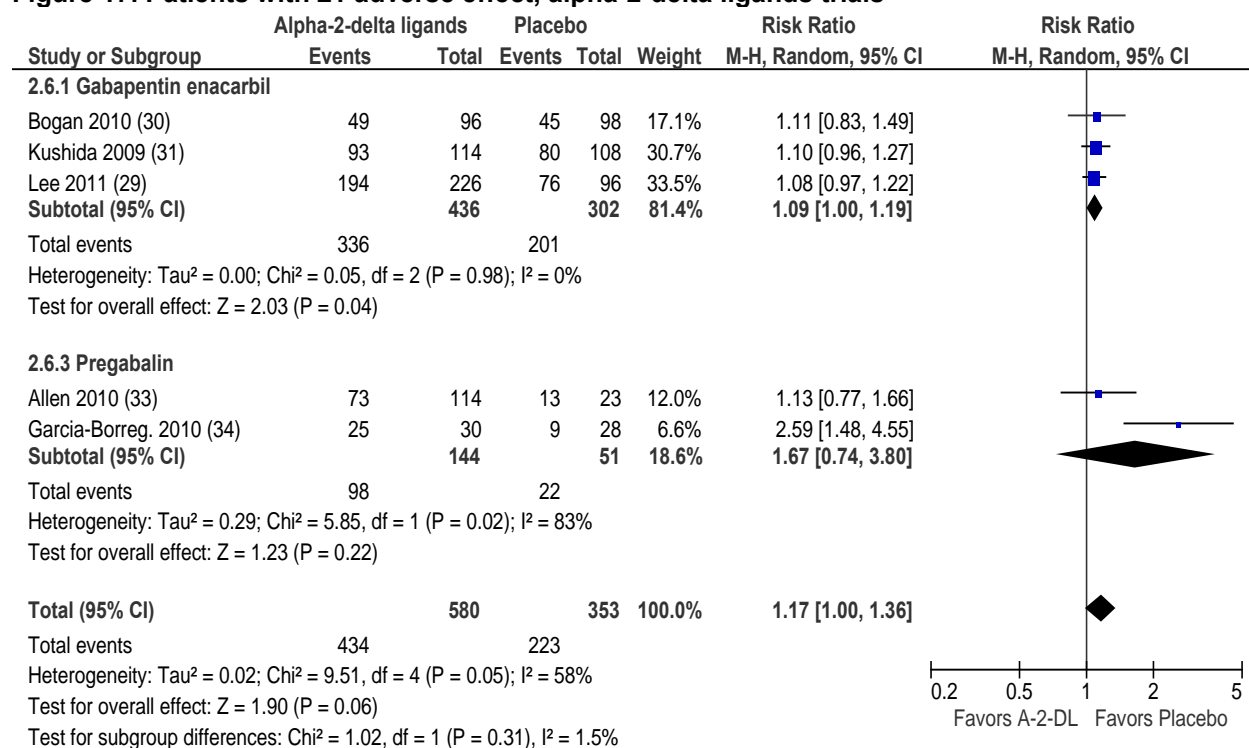 Alpha-2-delta ligands Placebo Risk Ratio Risk Ratio
Study or Subgroup Events Total Events Total Weight M-H, Random, 95% CI M-H, Random, 95% CI
2.6.1 Gabapentin enacarbil
Bogan 2010 (30) 49 96 45 98 17.1% 1.11 [0.83, 1.49]
Kushida 2009 (31) 93 114 80 108 30.7% 1.10 [0.96, 1.27]
Lee 2011 (29) 194 226 76 96 33.5% 1.08 [0.97, 1.22]
Subtotal (95% CI) 436 302 81.4% 1.09 [1.00, 1.19]
Total events 336 201
Heterogeneity: Tau² = 0.00; Chi² = 0.05, df = 2 (P = 0.98); I² = 0%
Test for overall effect: Z = 2.03 (P = 0.04)
2.6.3 Pregabalin
Allen 2010 (33) 73 114 13 23 12.0% 1.13 [0.77, 1.66]
Garcia-Borreg. 2010 (34) 25 30 9 28 6.6% 2.59 [1.48, 4.55]
Subtotal (95% CI) 144 51 18.6% 1.67 [0.74, 3.80]
Total events 98 22
Heterogeneity: Tau² = 0.29; Chi² = 5.85, df = 1 (P = 0.02); I² = 83%
Test for overall effect: Z = 1.23 (P = 0.22)
Total (95% CI) 580 353 100.0% 1.17 [1.00, 1.36]
Total events 434 223
Heterogeneity: Tau² = 0.02; Chi² = 9.51, df = 4 (P = 0.05); I² = 58%
Test for overall effect: Z = 1.90 (P = 0.06)
Test for subgroup differences: Chi² = 1.02, df = 1 (P = 0.31), I² = 1.5%
0.2 0.5 1 2 5
Favors A-2-DL Favors Placebo